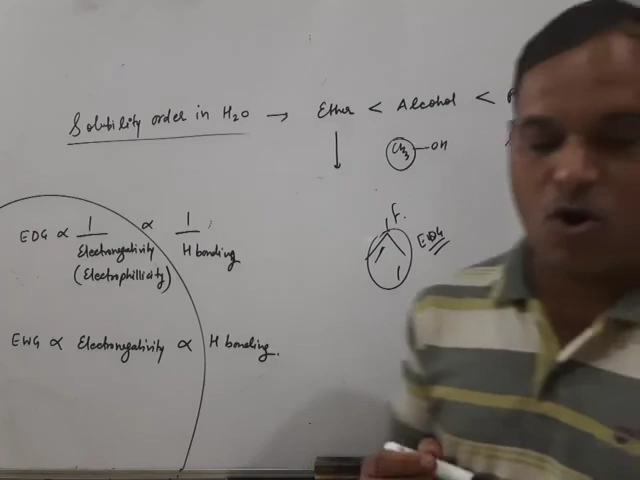 Solubility order in H2O → Ether < Alcohol <
CH3 — OH
F.
EDG
EDG ∝ 1/Electronegativity ∝ 1/H bonding
(Electrophillicity)
EWG ∝ Electronegativity ∝ H bonding.